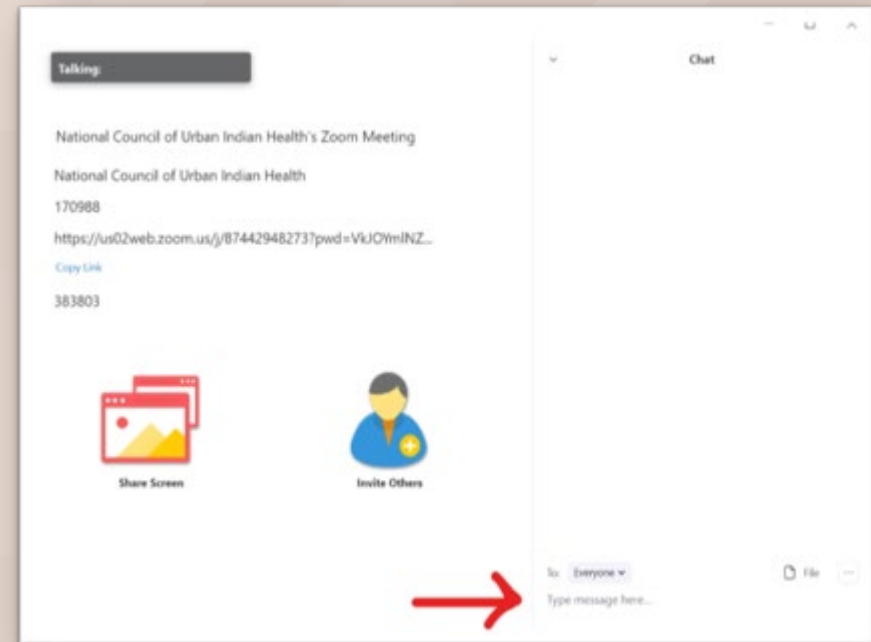 Talking:
National Council of Urban Indian Health's Zoom Meeting
National Council of Urban Indian Health
170988
https://us02web.zoom.us/j/87442948273?pwd=VkJOYmlNZ...
Copy Link
383803
Share Screen
Invite Others
Chat
To: Everyone
File
Type message here...